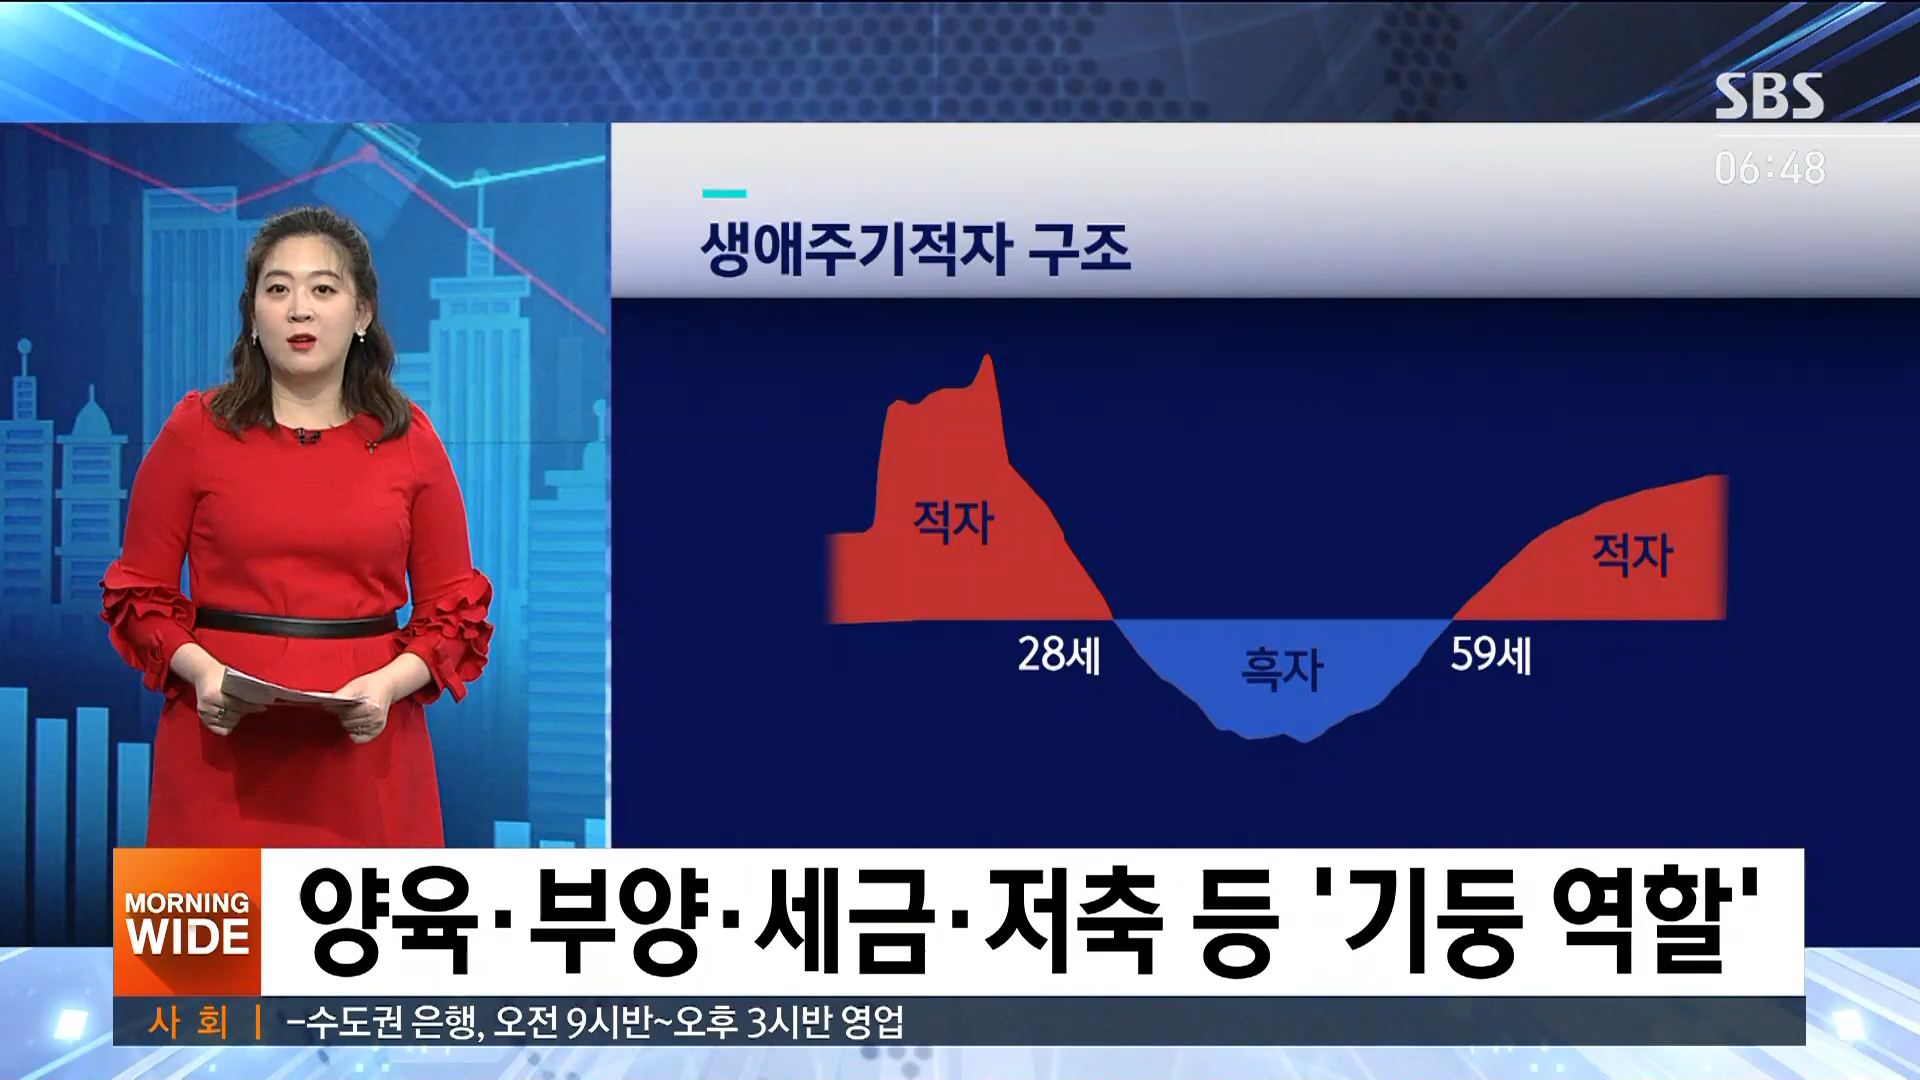 SBS
06:48
생애주기적자 구조
적자
적자
28세
흑자
59세
MORNING
WIDE
양육·부양·세금·저축 등 '기둥 역할'
사회 | -수도권 은행, 오전 9시반~오후 3시반 영업